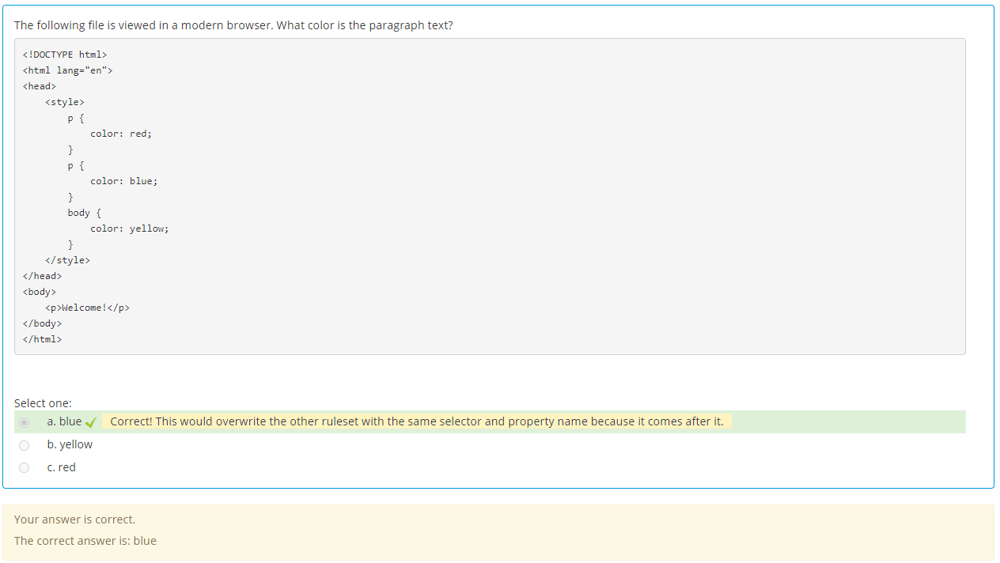 The following file is viewed in a modern browser. What color is the paragraph text?
<!DOCTYPE html>
<html lang="en">
<head>
    <style>
        p {
            color: red;
        }
        p {
            color: blue;
        }
        body {
            color: yellow;
        }
    </style>
</head>
<body>
    <p>Welcome!</p>
</body>
</html>
Select one:
a. blue Correct! This would overwrite the other ruleset with the same selector and property name because it comes after it.
b. yellow
c. red
Your answer is correct.
The correct answer is: blue